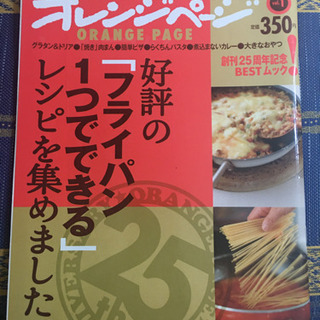 オレンジページ
ORANGE PAGE
vol.1
350円
グラタン&ドリア●「焼き」肉まん●簡単ピザ●らくちんパスタ●煮込まないカレー●大きなおやつ
創刊25周年記念
BESTムック
好評の
「フライパン
1つでできる」
レシピを集めました!
25
th